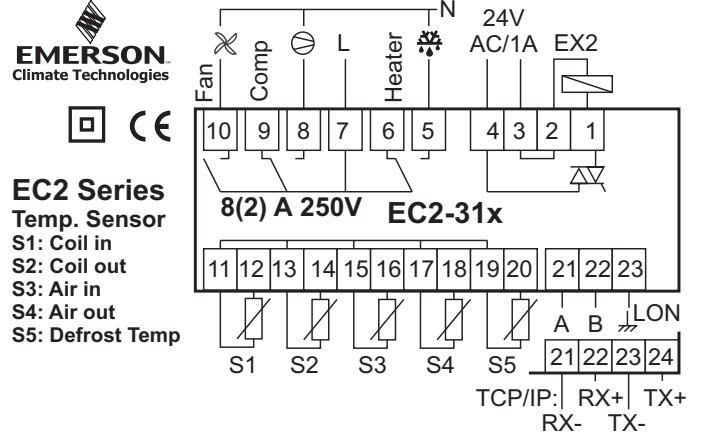 EMERSON
Climate Technologies
CE
EC2 Series
Temp. Sensor
S1: Coil in
S2: Coil out
S3: Air in
S4: Air out
S5: Defrost Temp
N
24V
AC/1A
EX2
Fan
Comp
L
Heater
10 9 8 7 6 5 4 3 2 1
8(2) A 250V
EC2-31x
11 12 13 14 15 16 17 18 19 20 21 22 23
S1 S2 S3 S4 S5
A B LON
21 22 23 24
TCP/IP: RX+ TX+
RX- TX-